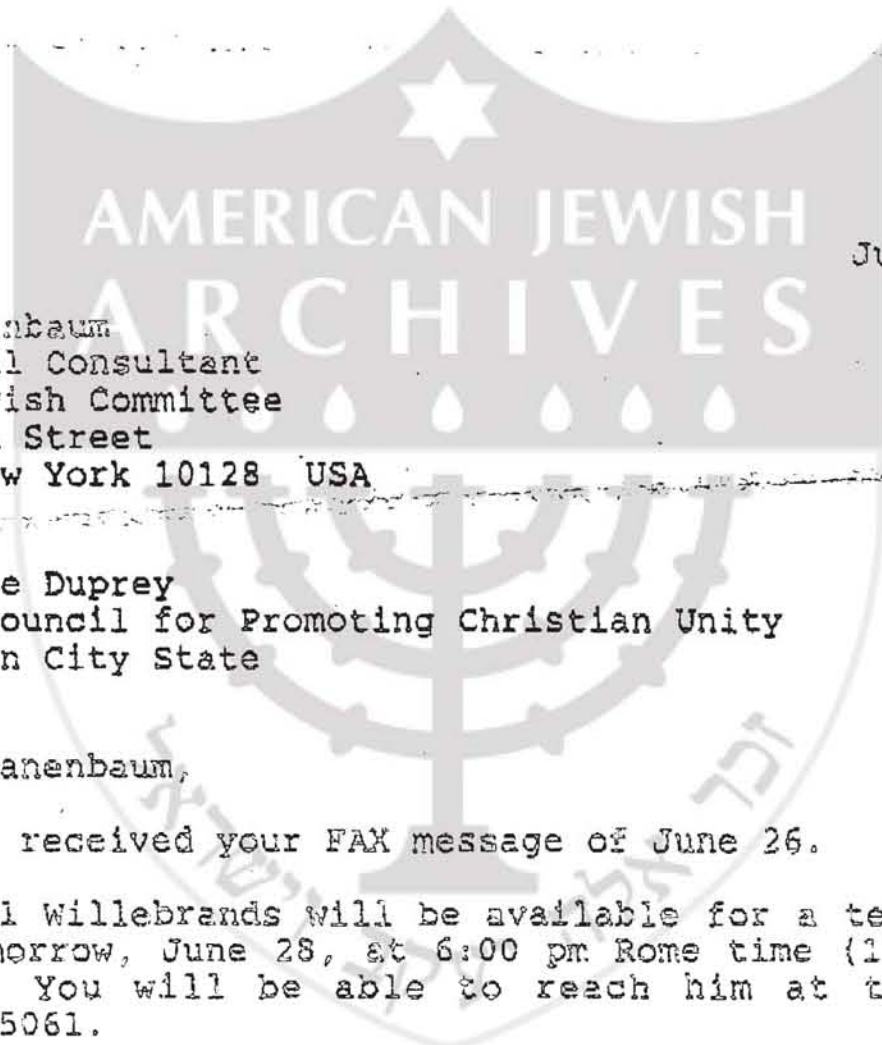 AMERICAN JEWISH
ARCHIVES
Ju
nbaum
l Consultant
ish Committee
Street
w York 10128 USA
e Duprey
ouncil for Promoting Christian Unity
n City State
anenbaum,
received your FAX message of June 26.
l Willebrands will be available for a te
morrow, June 28, at 6:00 pm Rome time (1
You will be able to reach him at t
5061.
זכר אלה